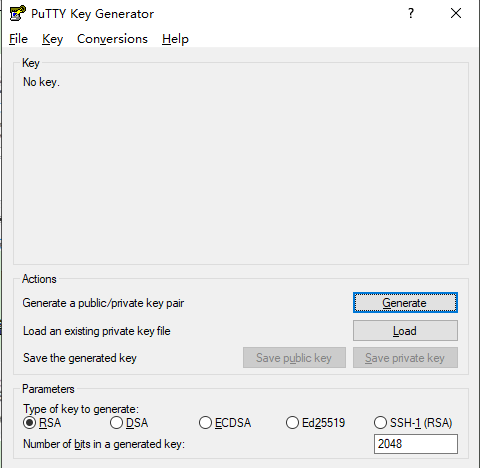 PuTTY Key Generator
File Key Conversions Help
Key
No key.
Actions
Generate a public/private key pair Generate
Load an existing private key file Load
Save the generated key Save public key Save private key
Parameters
Type of key to generate:
RSA DSA ECDSA Ed25519 SSH-1 (RSA)
Number of bits in a generated key: 2048